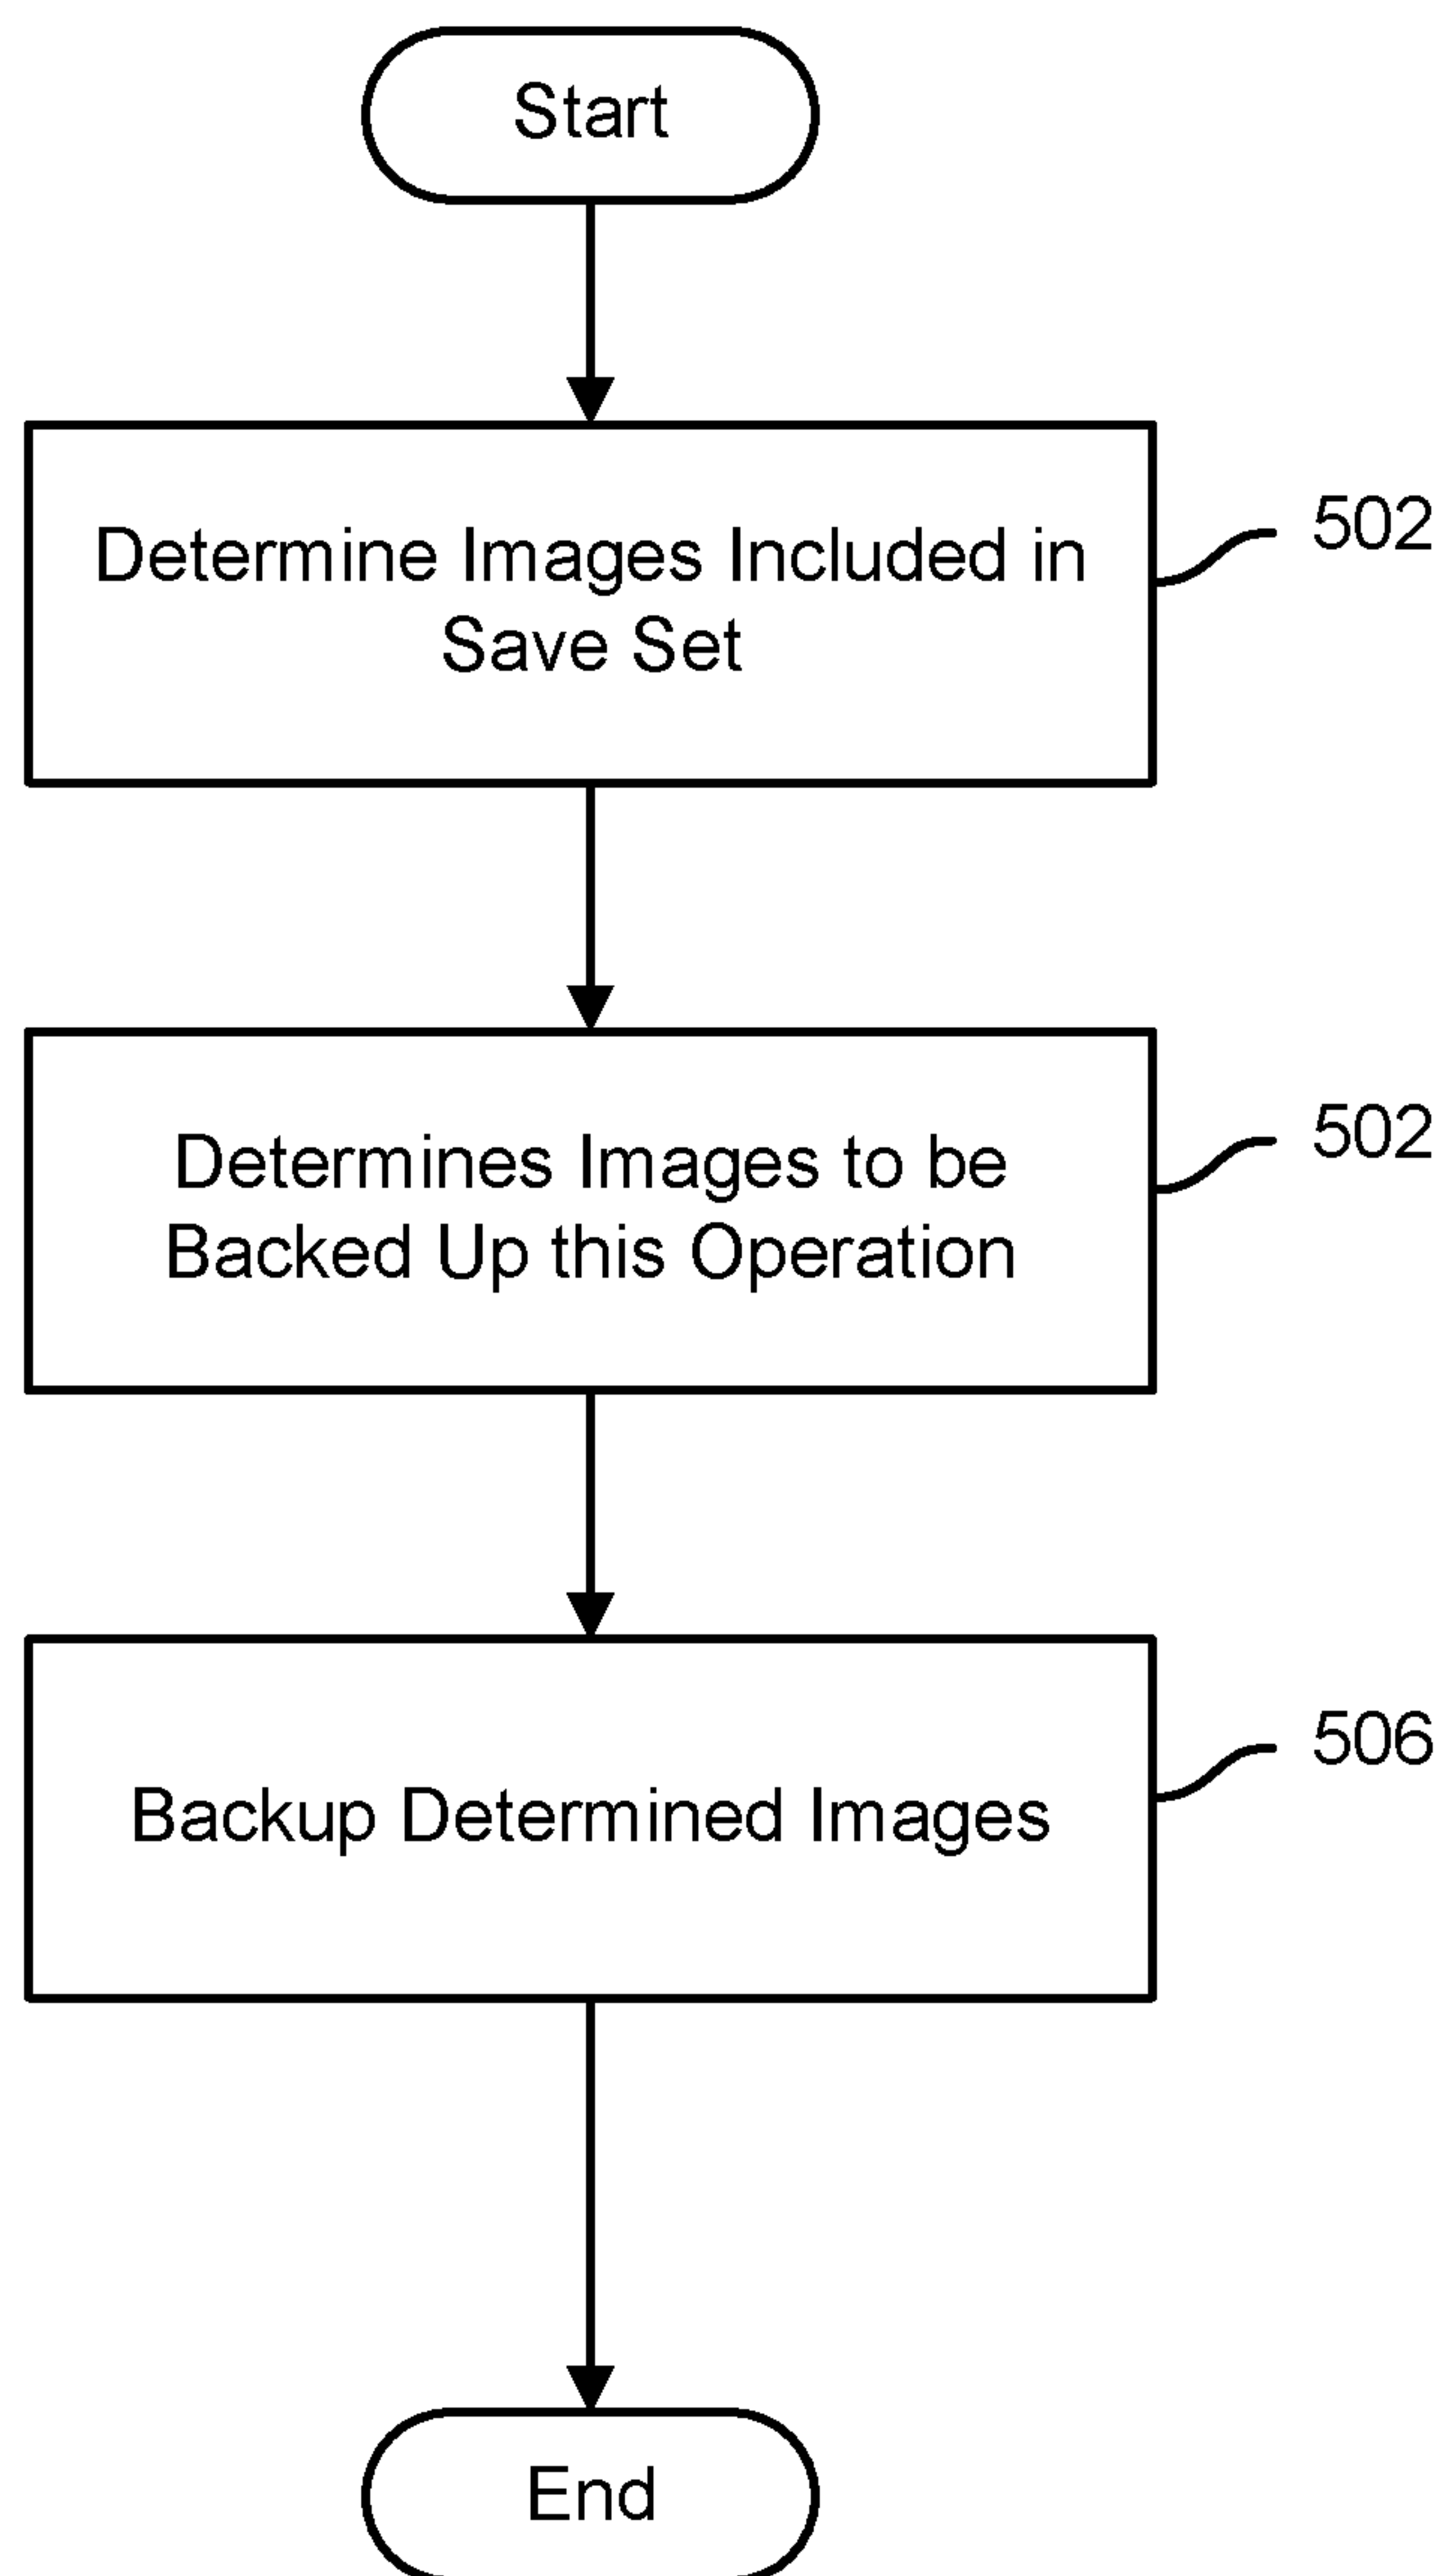 Start
Determine Images Included in
Save Set
502
Determines Images to be
Backed Up this Operation
502
Backup Determined Images
506
End